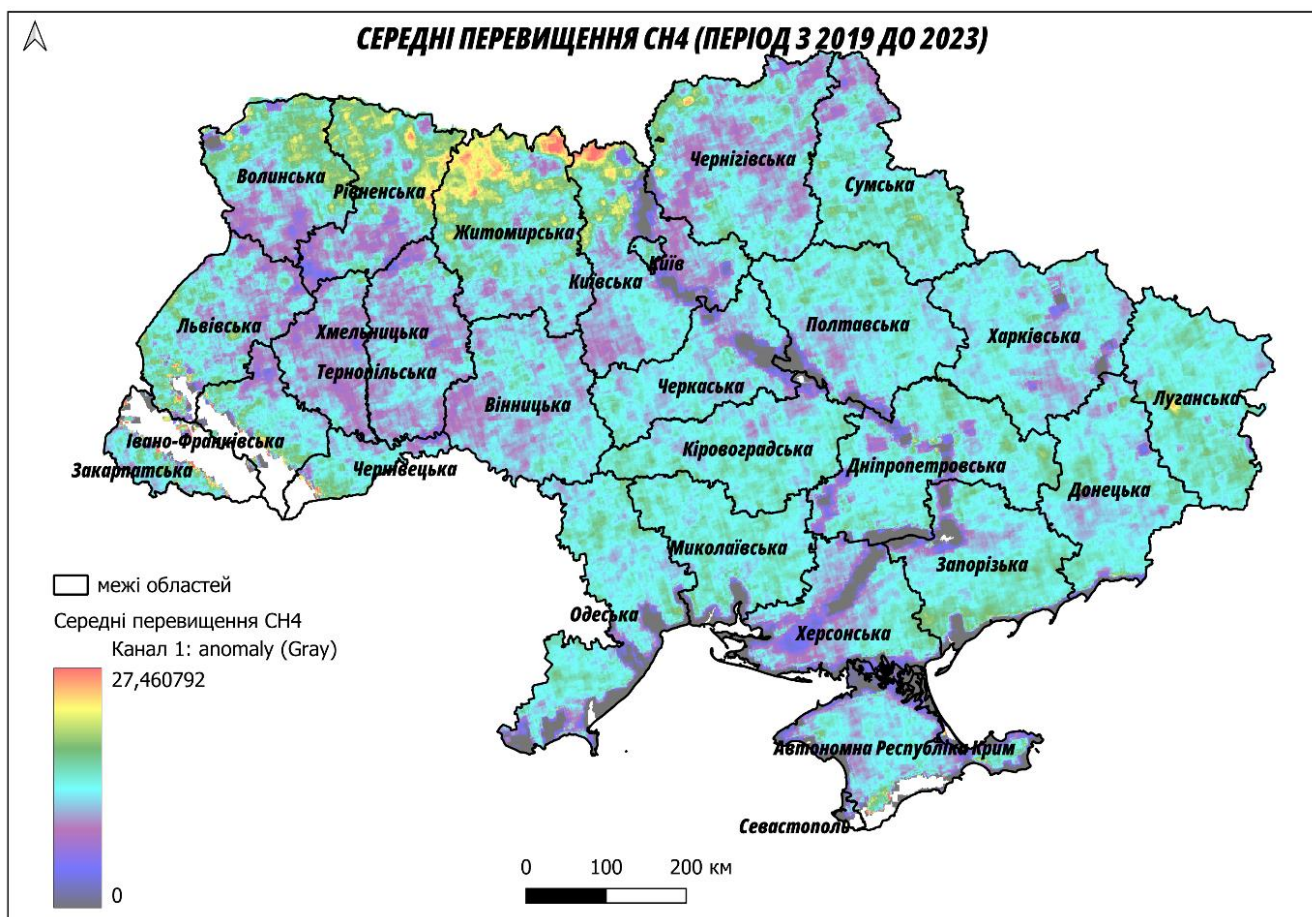 СЕРЕДНІ ПЕРЕВИЩЕННЯ CH4 (ПЕРІОД З 2019 ДО 2023)
Чернігівська
Волинська
Рівненська
Сумська
Житомирська
Київ
Київська
Львівська
Хмельницька
Полтавська
Харківська
Тернопільська
Черкаська
Луганська
Вінницька
Івано-Франківська
Кіровоградська
Закарпатська
Чернівецька
Дніпропетровська
Донецька
Миколаївська
Запорізька
межі областей
Одеська
Середні перевищення CH4
Херсонська
Канал 1: anomaly (Gray)
27,460792
Автономна Республіка Крим
Севастополь
0 100 200 км
0